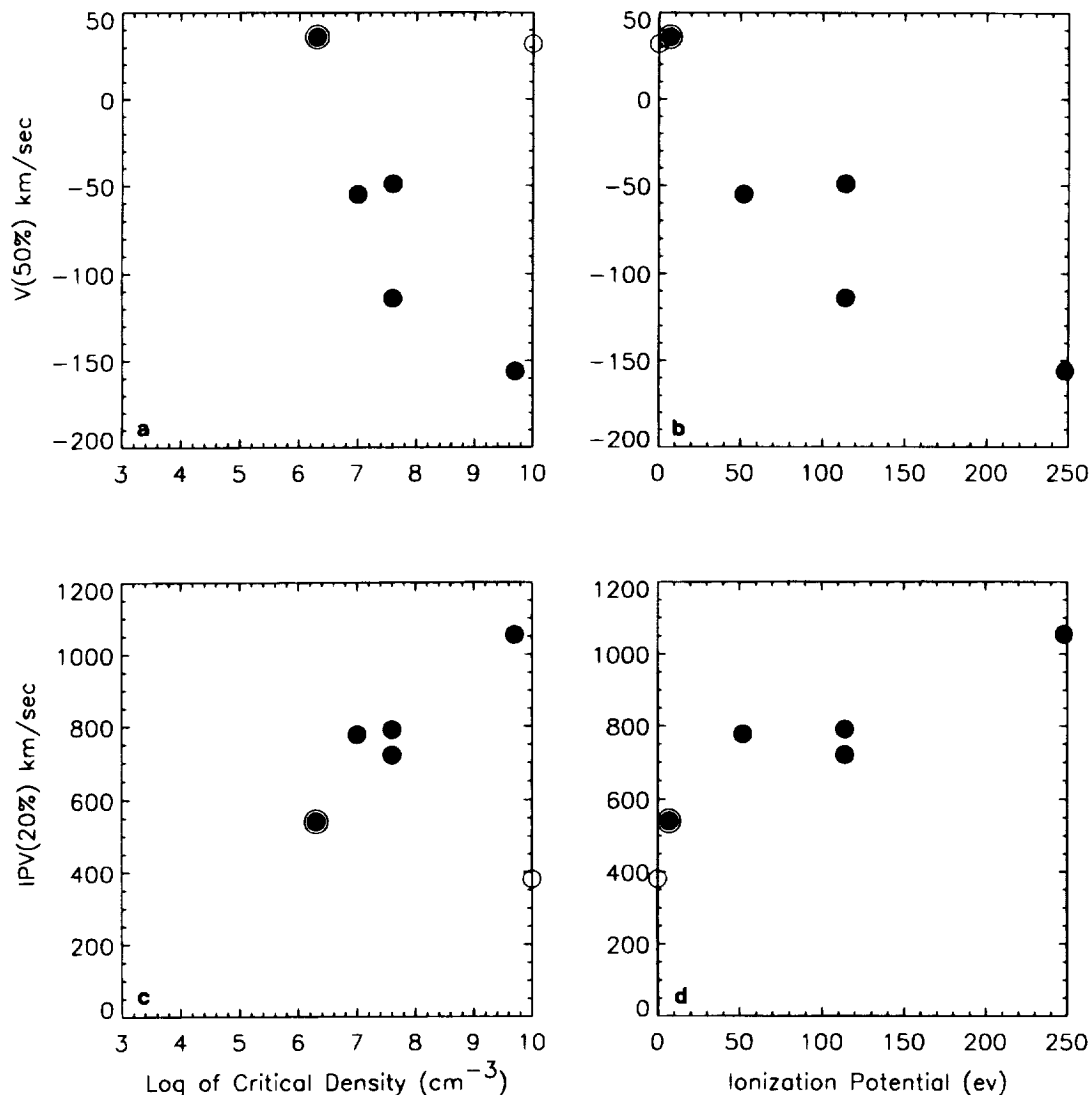 50
0
−50
−100
−150
−200
V(50%) km/sec
a
3 4 5 6 7 8 9 10
50
0
−50
−100
−150
−200
b
0 50 100 150 200 250
1200
1000
800
600
400
200
0
IPV(20%) km/sec
c
3 4 5 6 7 8 9 10
Log of Critical Density (cm−3)
1200
1000
800
600
400
200
0
d
0 50 100 150 200 250
Ionization Potential (ev)